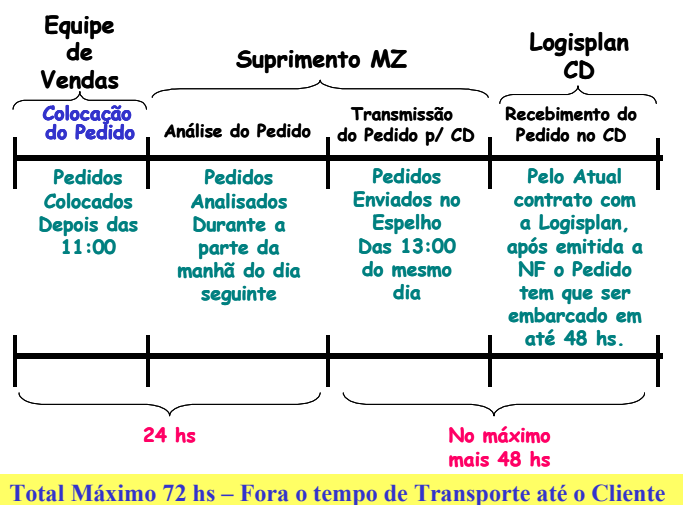 Equipe
de
Vendas
Suprimento MZ
Logisplan
CD
Colocação
do Pedido
Análise do Pedido
Transmissão
do Pedido p/ CD
Recebimento do
Pedido no CD
Pedidos
Colocados
Depois das
11:00
Pedidos
Analisados
Durante a
parte da
manhã do dia
seguinte
Pedidos
Enviados no
Espelho
Das 13:00
do mesmo
dia
Pelo Atual
contrato com
a Logisplan,
após emitida a
NF o Pedido
tem que ser
embarcado em
até 48 hs.
24 hs
No máximo
mais 48 hs
Total Máximo 72 hs – Fora o tempo de Transporte até o Cliente